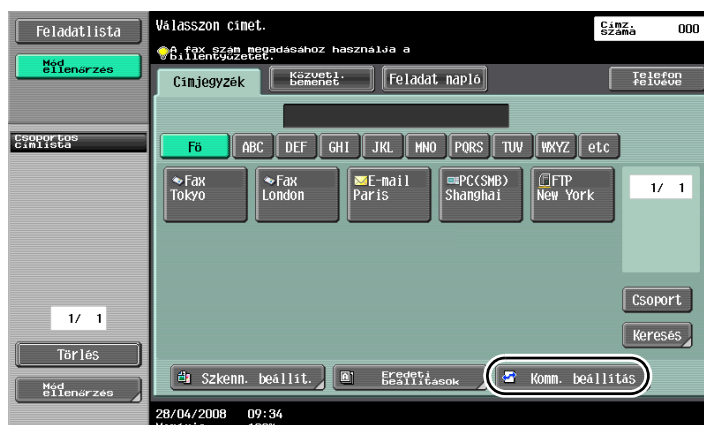 Feladatlista
Mód
ellenőrzés
Csoportos
címlista
1/ 1
Törlés
Mód
ellenőrzés
Válasszon címet.
A fax szám megadásához használja a
billentyűzetet.
Címz.
száma 000
Címjegyzék
Közvetl.
bemenet
Feladat napló
Telefon
felvéve
Fő
ABC
DEF
GHI
JKL
MNO
PQRS
TUV
WXYZ
etc
Fax
Tokyo
Fax
London
E-mail
Paris
PC(SMB)
Shanghai
FTP
New York
1/ 1
Csoport
Keresés
Szkenn. beállít.
Eredeti
beállítások
Komm. beállítás
28/04/2008 09:34